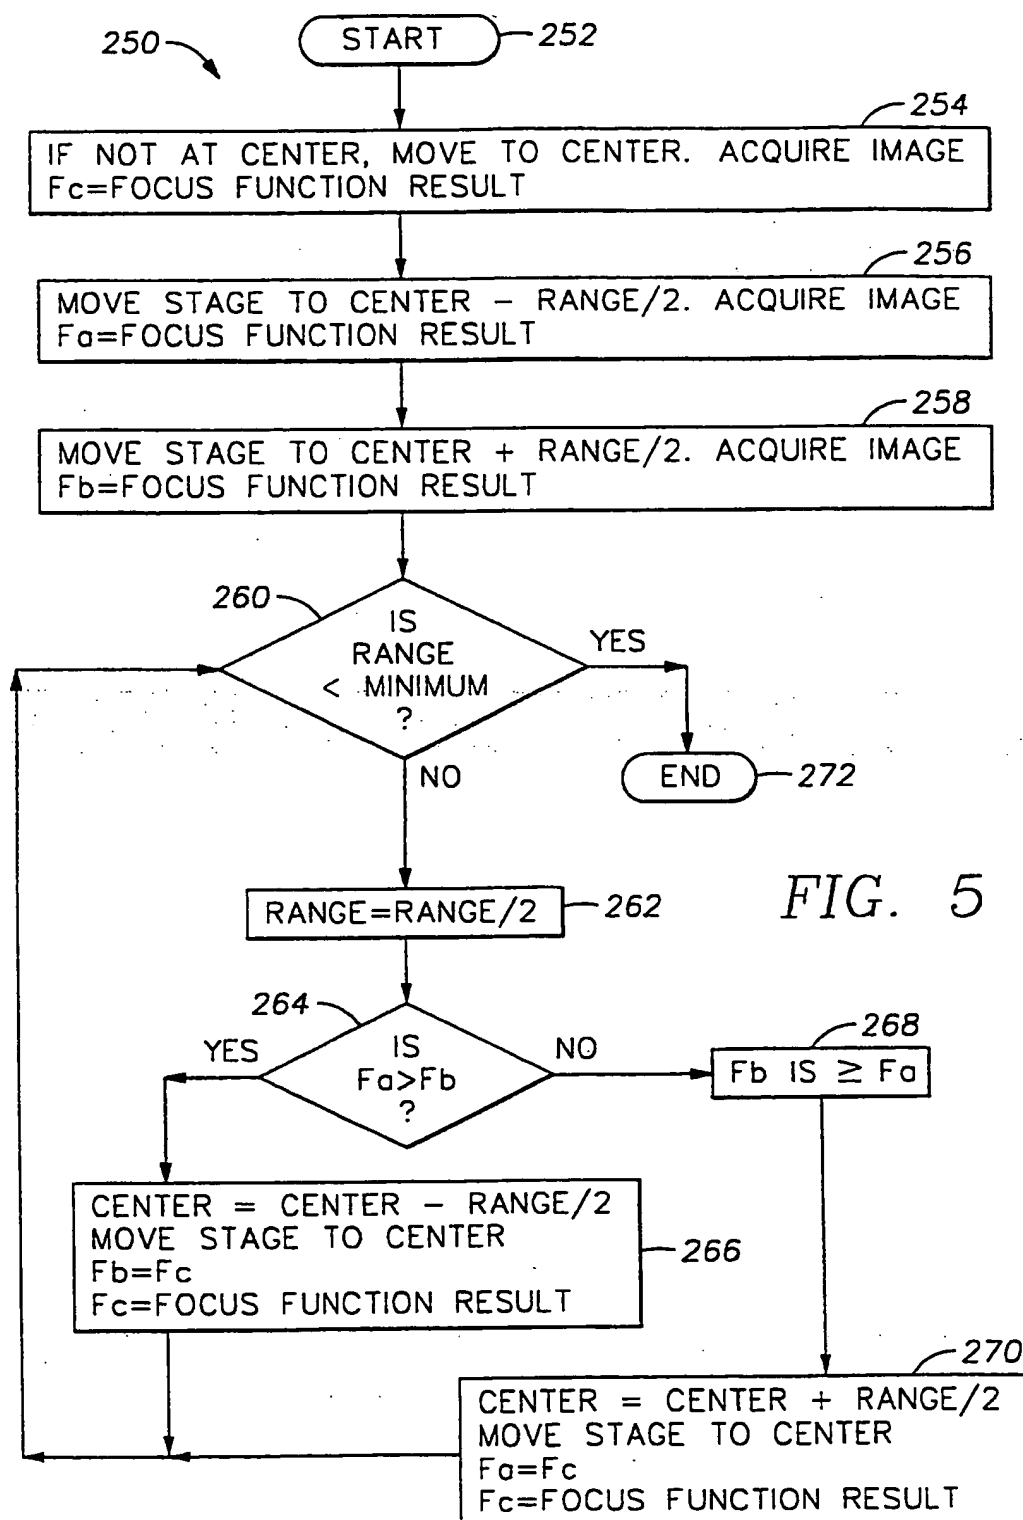 250
START
252
254
IF NOT AT CENTER, MOVE TO CENTER. ACQUIRE IMAGE
Fc=FOCUS FUNCTION RESULT
256
MOVE STAGE TO CENTER - RANGE/2. ACQUIRE IMAGE
Fa=FOCUS FUNCTION RESULT
258
MOVE STAGE TO CENTER + RANGE/2. ACQUIRE IMAGE
Fb=FOCUS FUNCTION RESULT
260
IS
RANGE
< MINIMUM
?
YES
NO
END
272
RANGE=RANGE/2
262
FIG. 5
264
IS
Fa>Fb
?
YES
NO
268
Fb IS ≥ Fa
CENTER = CENTER - RANGE/2
MOVE STAGE TO CENTER
Fb=Fc
Fc=FOCUS FUNCTION RESULT
266
270
CENTER = CENTER + RANGE/2
MOVE STAGE TO CENTER
Fa=Fc
Fc=FOCUS FUNCTION RESULT